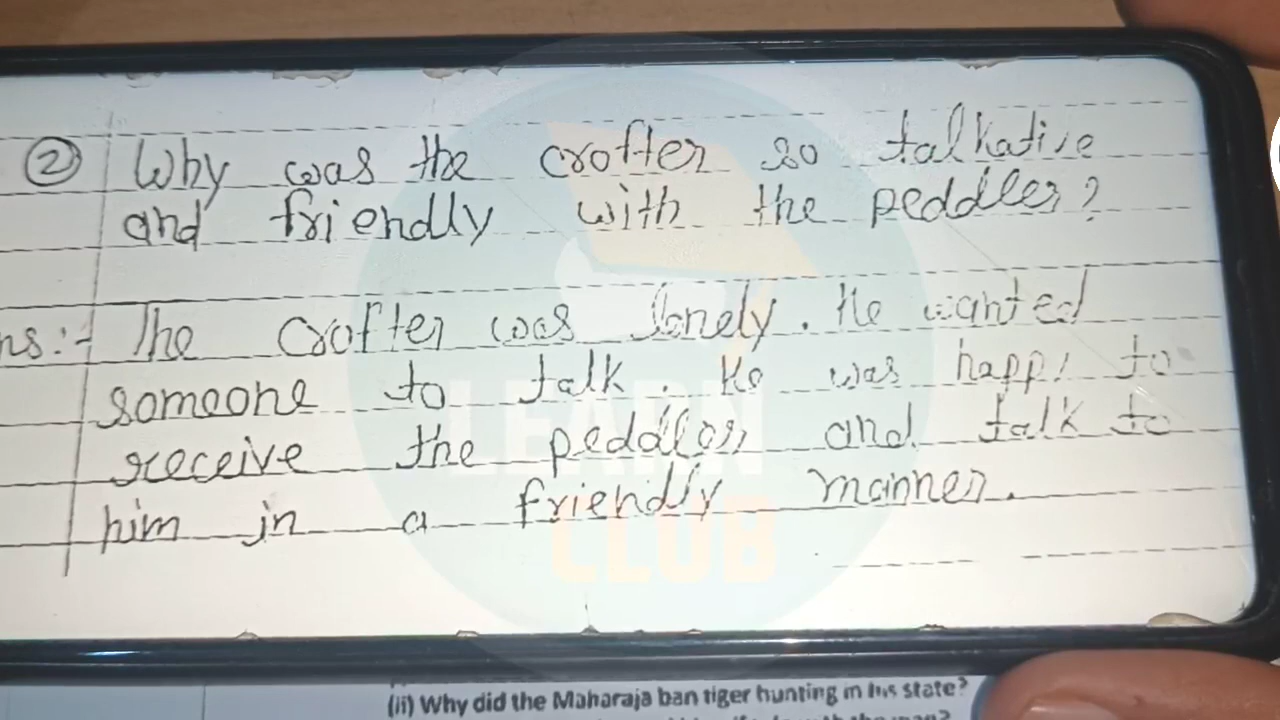 ② Why was the crofter so talkative
and friendly with the peddler?
ns:- The crofter was lonely. He wanted
someone to talk. He was happy to
receive the peddler and talk to
him in a friendly manner.
LEARN
CLUB
(ii) Why did the Maharaja ban tiger hunting in his state?